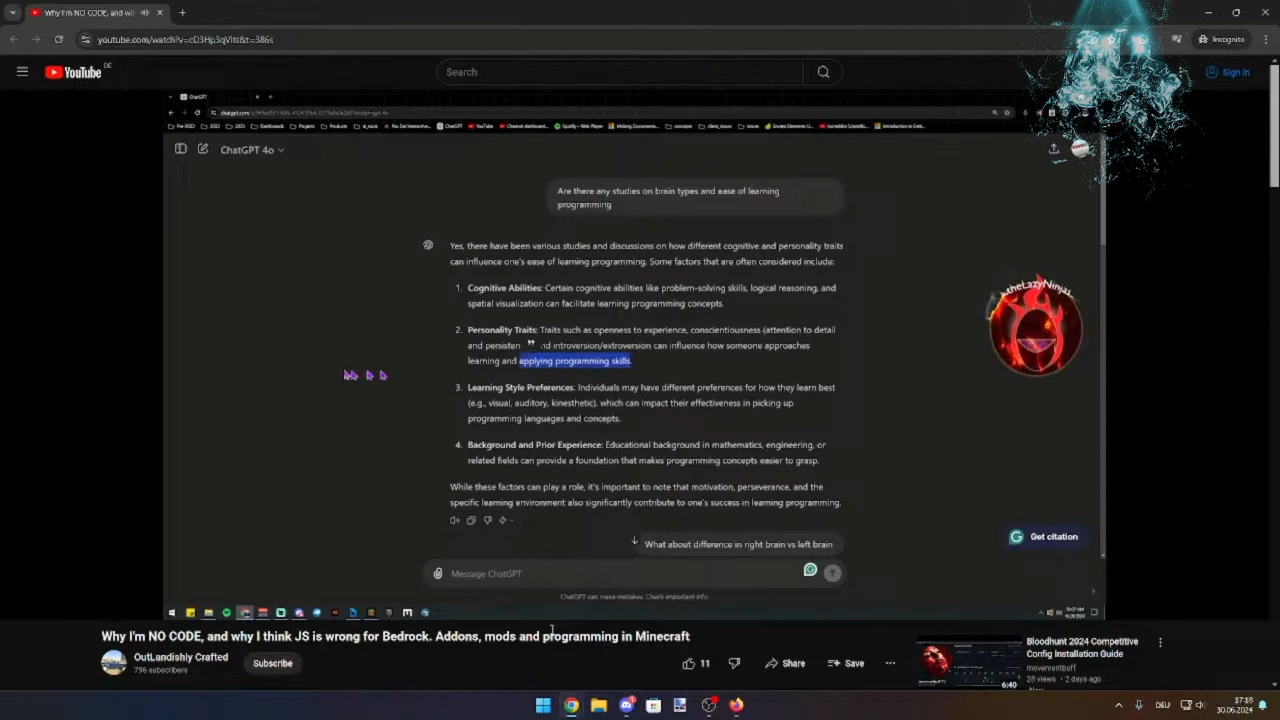 Why I'm NO CODE, and wh
youtube.com/watch?v=cD3Hp3qVits&t=386s
Incognito
YouTube DE
Search
Sign in
ChatGPT
ChatGPT 4o
Are there any studies on brain types and ease of learning
programming
Yes, there have been various studies and discussions on how different cognitive and personality traits
can influence one's ease of learning programming. Some factors that are often considered include:
1. Cognitive Abilities: Certain cognitive abilities like problem-solving skills, logical reasoning, and
spatial visualization can facilitate learning programming concepts.
2. Personality Traits: Traits such as openness to experience, conscientiousness (attention to detail
and persisten nd introversion/extroversion can influence how someone approaches
learning and applying programming skills.
3. Learning Style Preferences: Individuals may have different preferences for how they learn best
(e.g., visual, auditory, kinesthetic), which can impact their effectiveness in picking up
programming languages and concepts.
4. Background and Prior Experience: Educational background in mathematics, engineering, or
related fields can provide a foundation that makes programming concepts easier to grasp.
While these factors can play a role, it's important to note that motivation, perseverance, and the
specific learning environment also significantly contribute to one's success in learning programming.
theLazyNinjas
Get citation
What about difference in right brain vs left brain
Message ChatGPT
ChatGPT can make mistakes. Check important info.
Why I'm NO CODE, and why I think JS is wrong for Bedrock. Addons, mods and programming in Minecraft
OutLandishly Crafted
796 subscribers
Subscribe
11
Share
Save
Bloodhunt 2024 Competitive
Config Installation Guide
movementbuff
28 views • 2 days ago
New
6:40
DEU
17:18
30.06.2024